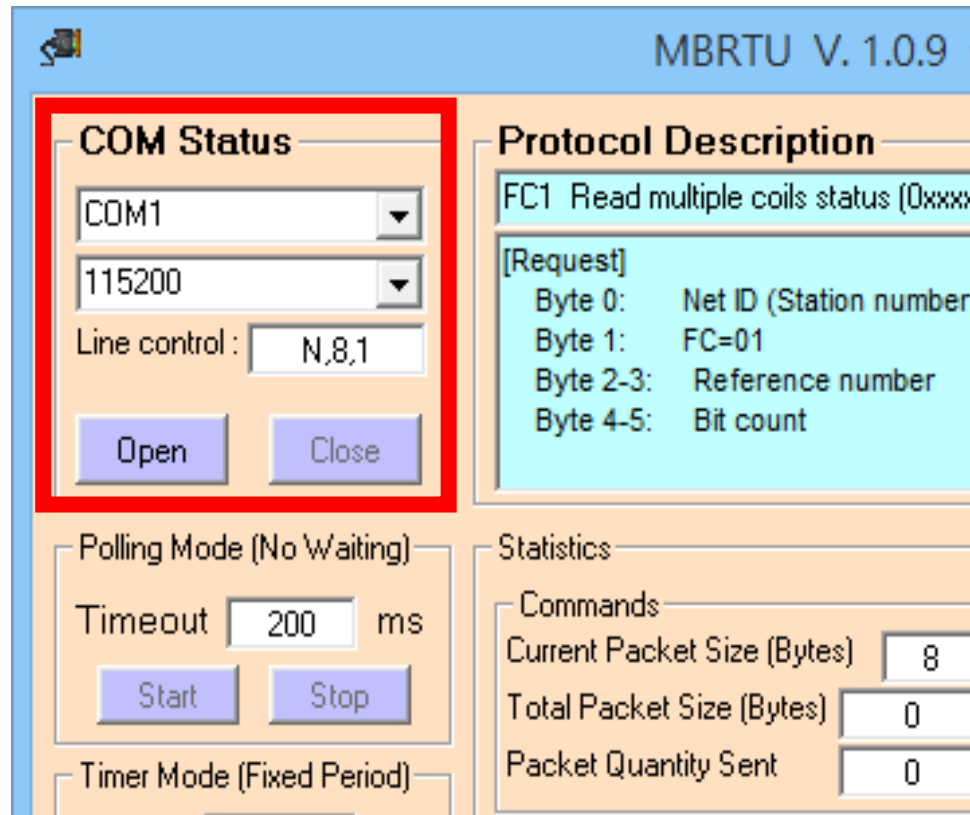 MBRTU V. 1.0.9
COM Status
COM1
115200
Line control :
N,8,1
Open
Close
Protocol Description
FC1 Read multiple coils status (0xxxx
[Request]
Byte 0: Net ID (Station number
Byte 1: FC=01
Byte 2-3: Reference number
Byte 4-5: Bit count
Polling Mode (No Waiting)
Timeout 200 ms
Start
Stop
Statistics
Commands
Current Packet Size (Bytes) 8
Total Packet Size (Bytes) 0
Packet Quantity Sent 0
Timer Mode (Fixed Period)